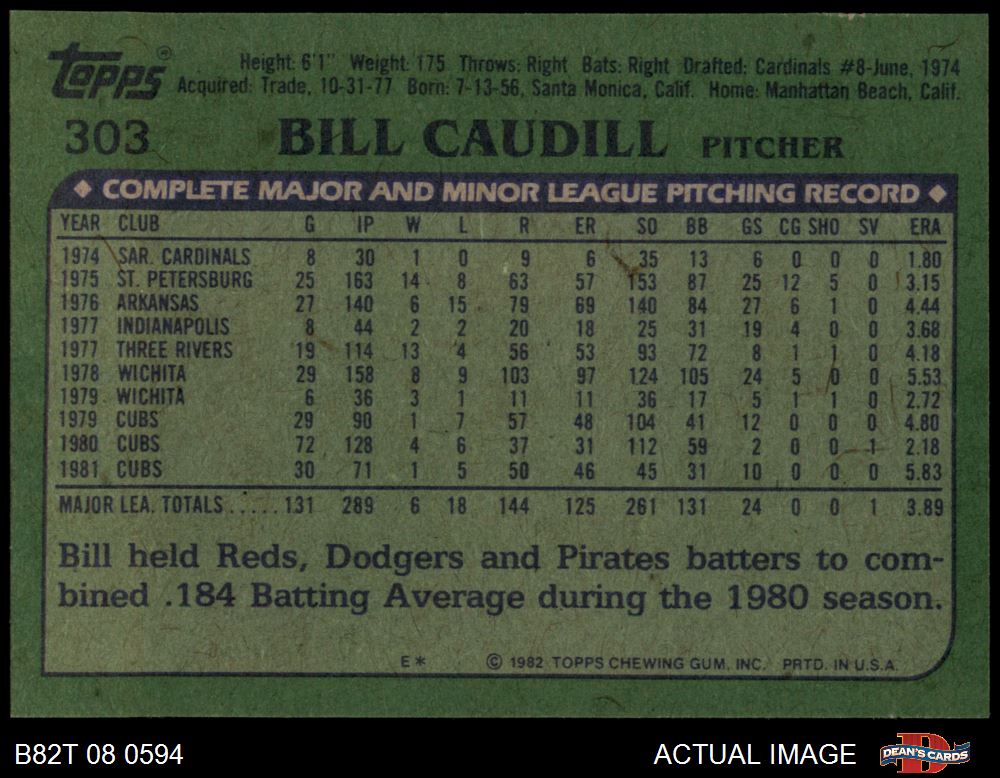 Topps® Height: 6'1" Weight: 175 Throws: Right Bats: Right Drafted: Cardinals #8-June, 1974
Acquired: Trade, 10-31-77 Born: 7-13-56, Santa Monica, Calif. Home: Manhattan Beach, Calif.
303 BILL CAUDILL PITCHER
◆ COMPLETE MAJOR AND MINOR LEAGUE PITCHING RECORD ◆
YEAR CLUB G IP W L R ER SO BB GS CG SHO SV ERA
1974 SAR. CARDINALS 8 30 1 0 9 6 35 13 6 0 0 0 1.80
1975 ST. PETERSBURG 25 163 14 8 63 57 153 87 25 12 5 0 3.15
1976 ARKANSAS 27 140 6 15 79 69 140 84 27 6 1 0 4.44
1977 INDIANAPOLIS 8 44 2 2 20 18 25 31 19 4 0 0 3.68
1977 THREE RIVERS 19 114 13 4 56 53 93 72 8 1 1 0 4.18
1978 WICHITA 29 158 8 9 103 97 124 105 24 5 0 0 5.53
1979 WICHITA 6 36 3 1 11 11 36 17 5 1 1 0 2.72
1979 CUBS 29 90 1 7 57 48 104 41 12 0 0 0 4.80
1980 CUBS 72 128 4 6 37 31 112 59 2 0 0 1 2.18
1981 CUBS 30 71 1 5 50 46 45 31 10 0 0 0 5.83
MAJOR LEA. TOTALS ..... 131 289 6 18 144 125 261 131 24 0 0 1 3.89
Bill held Reds, Dodgers and Pirates batters to com-
bined .184 Batting Average during the 1980 season.
E* © 1982 TOPPS CHEWING GUM, INC. PRTD. IN U.S.A.
B82T 08 0594 ACTUAL IMAGE DEAN'S CARDS